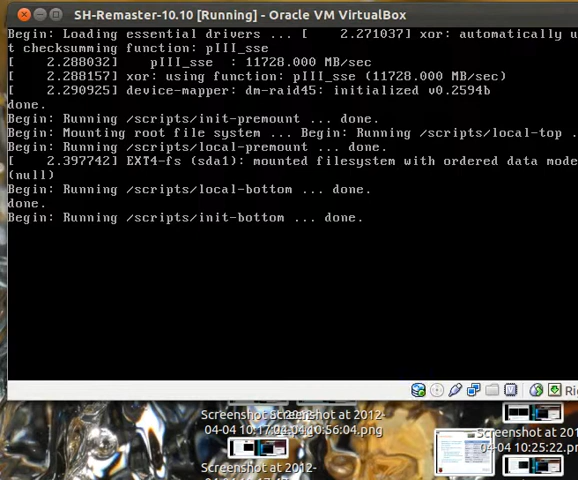 SH-Remaster-10.10 [Running] - Oracle VM VirtualBox
Begin: Loading essential drivers ... [    2.271037] xor: automatically u
t checksumming function: pIII_sse
[    2.288032]    pIII_sse  : 11728.000 MB/sec
[    2.288157] xor: using function: pIII_sse (11728.000 MB/sec)
[    2.290925] device-mapper: dm-raid45: initialized v0.2594b
done.
Begin: Running /scripts/init-premount ... done.
Begin: Mounting root file system ... Begin: Running /scripts/local-top .
Begin: Running /scripts/local-premount ... done.
[    2.397742] EXT4-fs (sda1): mounted filesystem with ordered data mode
(null)
Begin: Running /scripts/local-bottom ... done.
done.
Begin: Running /scripts/init-bottom ... done.
Ri
Screenshot
Screenshot at 2012-
04-04 10:56:04.png
Screenshot at 2012-
04-04 10:25:22.pn
Screenshot at 2012-